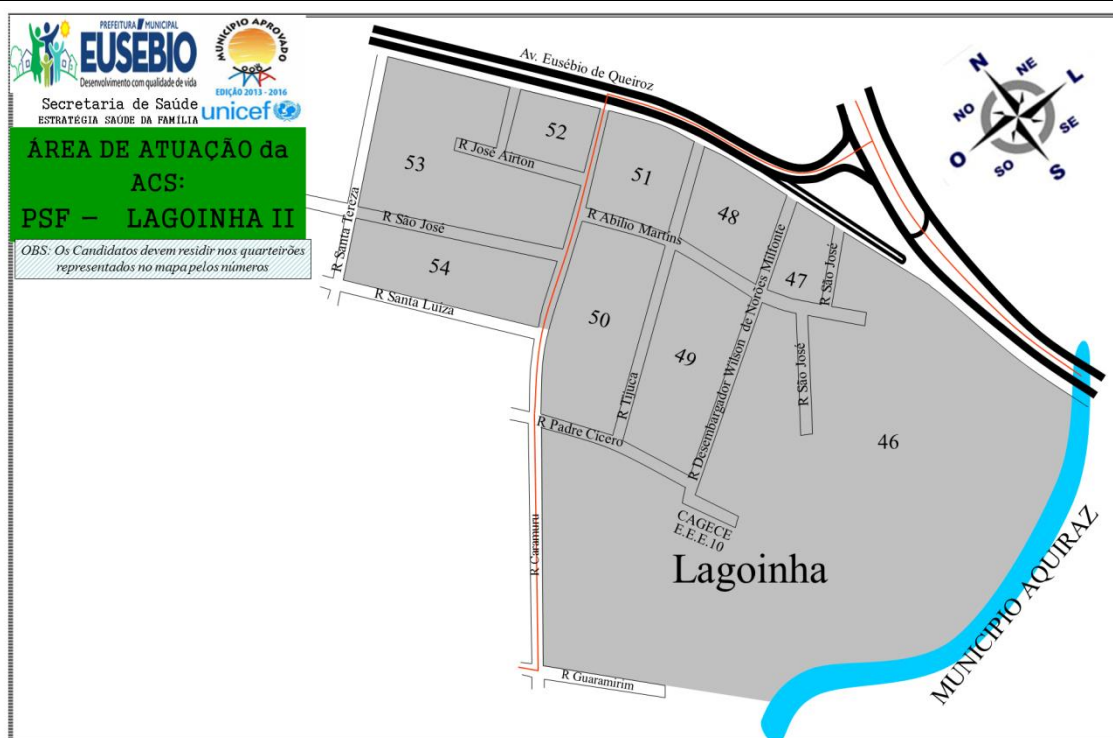 PREFEITURA MUNICIPAL
EUSÉBIO
Desenvolvimento com qualidade de vida
MUNICÍPIO APROVADO
EDIÇÃO 2013 - 2016
Secretaria de Saúde
ESTRATÉGIA SAÚDE DA FAMÍLIA
unicef
ÁREA DE ATUAÇÃO da
ACS:
PSF – LAGOINHA II
OBS: Os Candidatos devem residir nos quarteirões
representados no mapa pelos números
Av. Eusébio de Queiroz
N
NE
L
SE
S
SO
O
NO
52
R José Airton
53
51
48
R Abilio Martins
R Santa Tereza
R São José
54
R Santa Luiza
47
R São José
R Desembargador Wilson de Norões Milfonte
50
49
R Tijuca
R São José
46
R Padre Cicero
CAGECE
E.E.E.10
R Caramuru
Lagoinha
MUNICIPIO AQUIRAZ
R Guaramirim